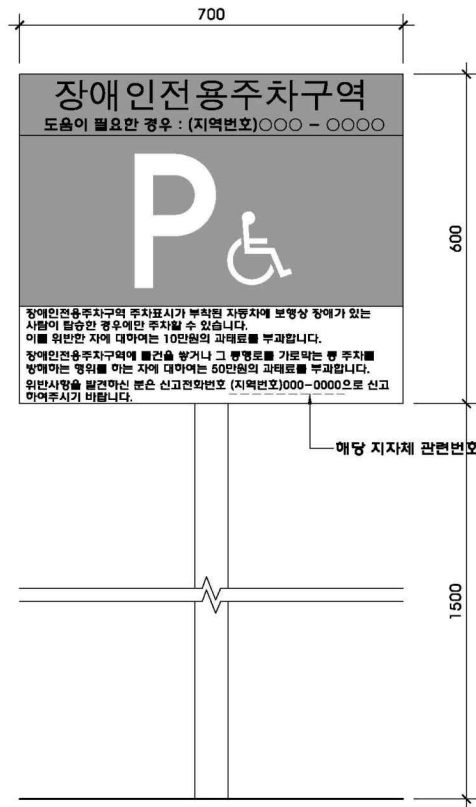 700
장애인전용주차구역
도움이 필요한 경우 : (지역번호)○○○ - ○○○○
P
600
장애인전용주차구역 주차표시가 부착된 자동차에 보행상 장애가 있는
사람이 탑승한 경우에만 주차할 수 있습니다.
이를 위반한 자에 대하여는 10만원의 과태료를 부과합니다.
장애인전용주차구역에 물건을 쌓거나 그 통행로를 가로막는 등 주차를
방해하는 행위를 하는 자에 대하여는 50만원의 과태료를 부과합니다.
위반사항을 발견하신 분은 신고전화번호 (지역번호)000-0000으로 신고
하여주시기 바랍니다.
해당 지자체 관련번호
1500